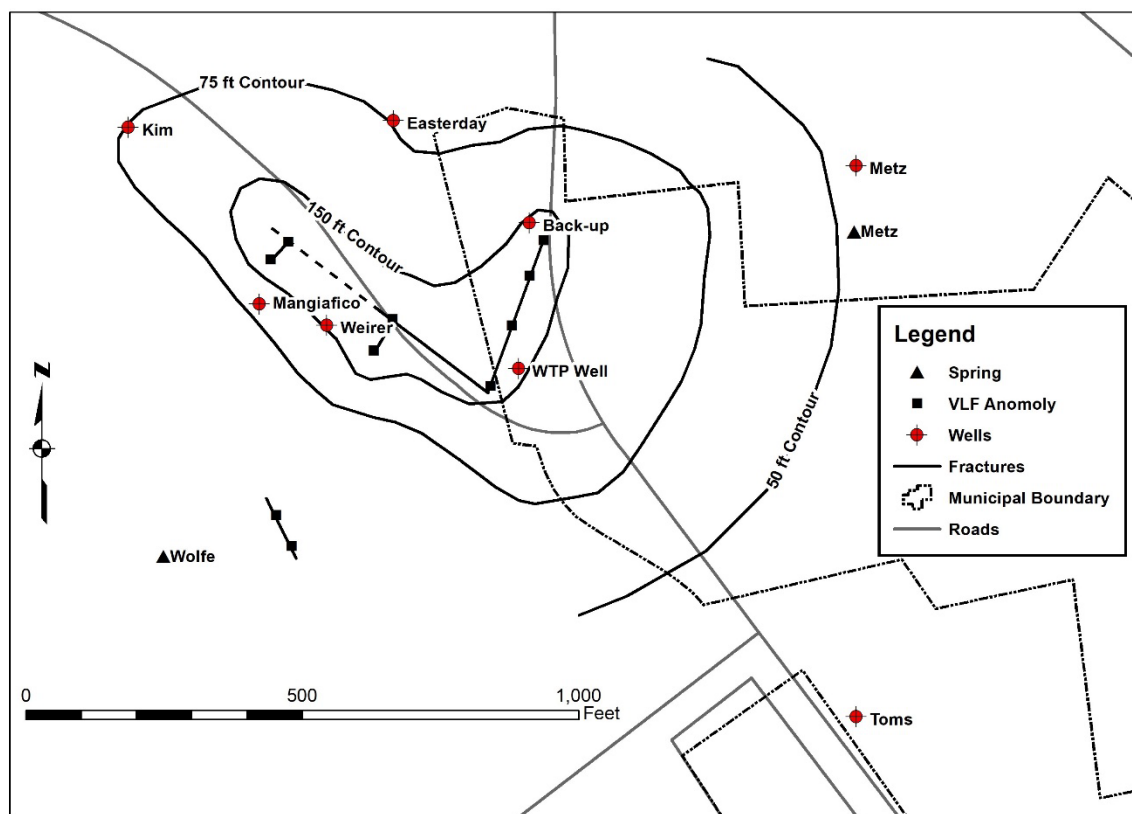 75 ft Contour
Kim
Easterday
Metz
Back-up
Metz
150 ft Contour
Mangiafico
Weirer
WTP Well
50 ft Contour
N
Wolfe
0 500 1,000
Feet
Toms
Legend
Spring
VLF Anomoly
Wells
Fractures
Municipal Boundary
Roads